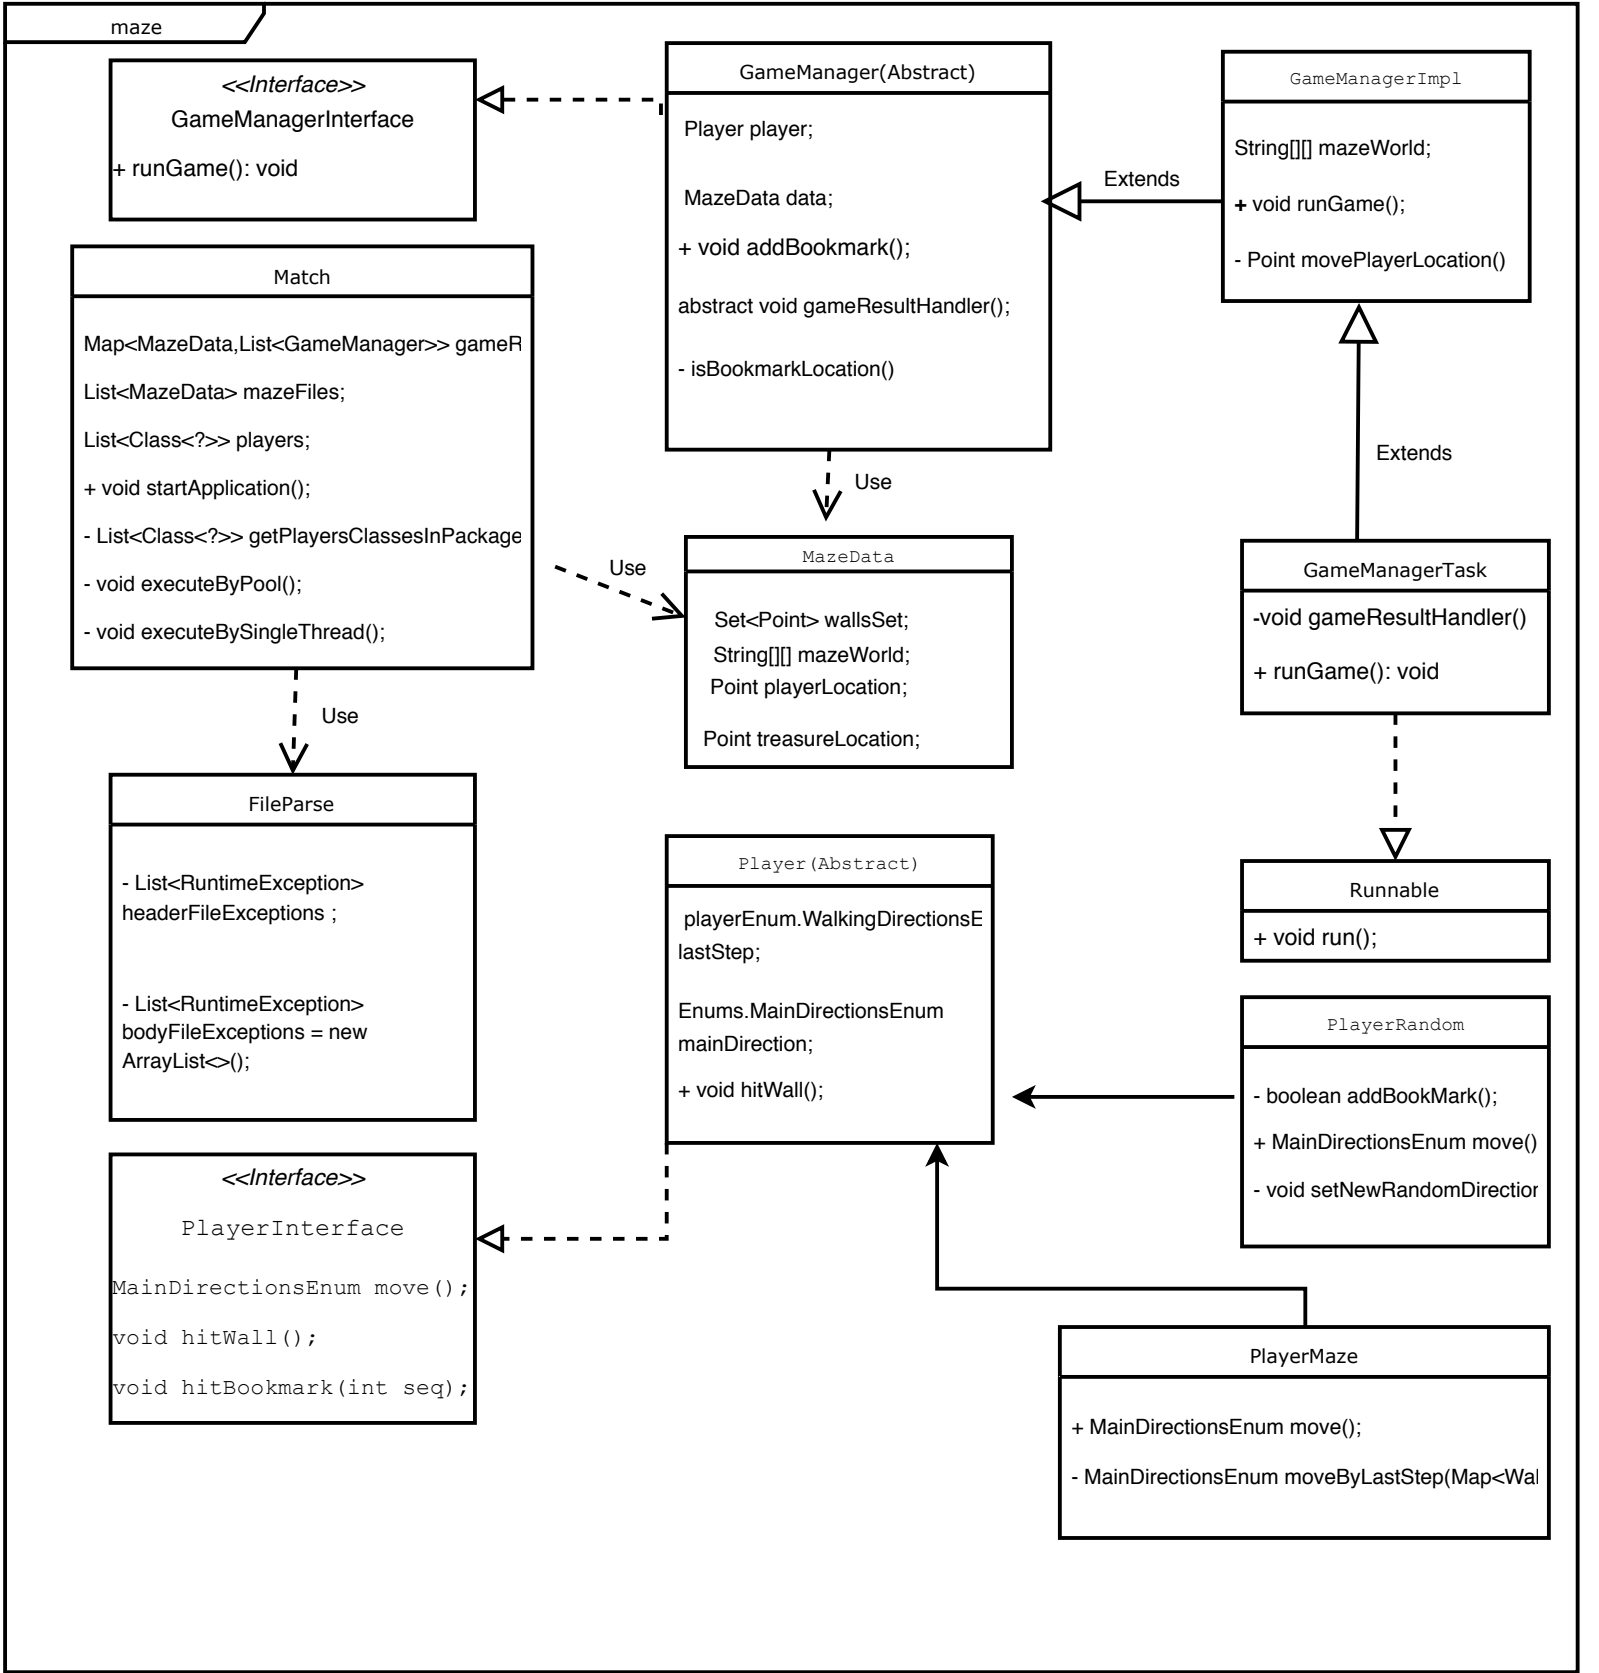 maze
<<Interface>>
GameManagerInterface
+ runGame(): void
GameManager(Abstract)
Player player;
MazeData data;
+ void addBookmark();
abstract void gameResultHandler();
- isBookmarkLocation()
Extends
GameManagerImpl
String[][] mazeWorld;
+ void runGame();
- Point movePlayerLocation()
Match
Map<MazeData,List<GameManager>> gameR
List<MazeData> mazeFiles;
List<Class<?>> players;
+ void startApplication();
- List<Class<?>> getPlayersClassesInPackage
- void executeByPool();
- void executeBySingleThread();
Use
Use
Use
Extends
MazeData
Set<Point> wallsSet;
String[][] mazeWorld;
Point playerLocation;
Point treasureLocation;
GameManagerTask
-void gameResultHandler()
+ runGame(): void
FileParse
- List<RuntimeException>
headerFileExceptions ;
- List<RuntimeException>
bodyFileExceptions = new
ArrayList<>();
Player(Abstract)
playerEnum.WalkingDirectionsE
lastStep;
Enums.MainDirectionsEnum
mainDirection;
+ void hitWall();
Runnable
+ void run();
PlayerRandom
- boolean addBookMark();
+ MainDirectionsEnum move()
- void setNewRandomDirection
<<Interface>>
PlayerInterface
MainDirectionsEnum move();
void hitWall();
void hitBookmark(int seq);
PlayerMaze
+ MainDirectionsEnum move();
- MainDirectionsEnum moveByLastStep(Map<Wal